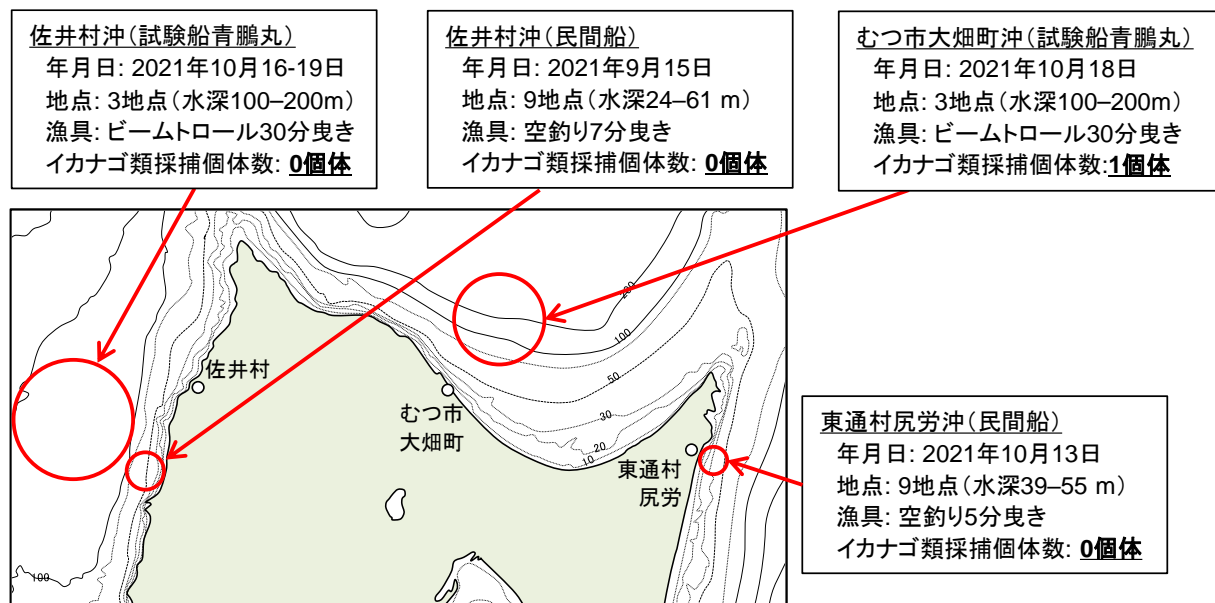 佐井村沖（試験船青鵬丸）
年月日: 2021年10月16-19日
地点: 3地点（水深100–200m）
漁具: ビームトロール30分曳き
イカナゴ類採捕個体数: 0個体
佐井村沖（民間船）
年月日: 2021年9月15日
地点: 9地点（水深24–61 m）
漁具: 空釣り7分曳き
イカナゴ類採捕個体数: 0個体
むつ市大畑町沖（試験船青鵬丸）
年月日: 2021年10月18日
地点: 3地点（水深100–200m）
漁具: ビームトロール30分曳き
イカナゴ類採捕個体数:1個体
200
100
50
30
20
10
佐井村
むつ市
大畑町
東通村
尻労
100
東通村尻労沖（民間船）
年月日: 2021年10月13日
地点: 9地点（水深39–55 m）
漁具: 空釣り5分曳き
イカナゴ類採捕個体数: 0個体